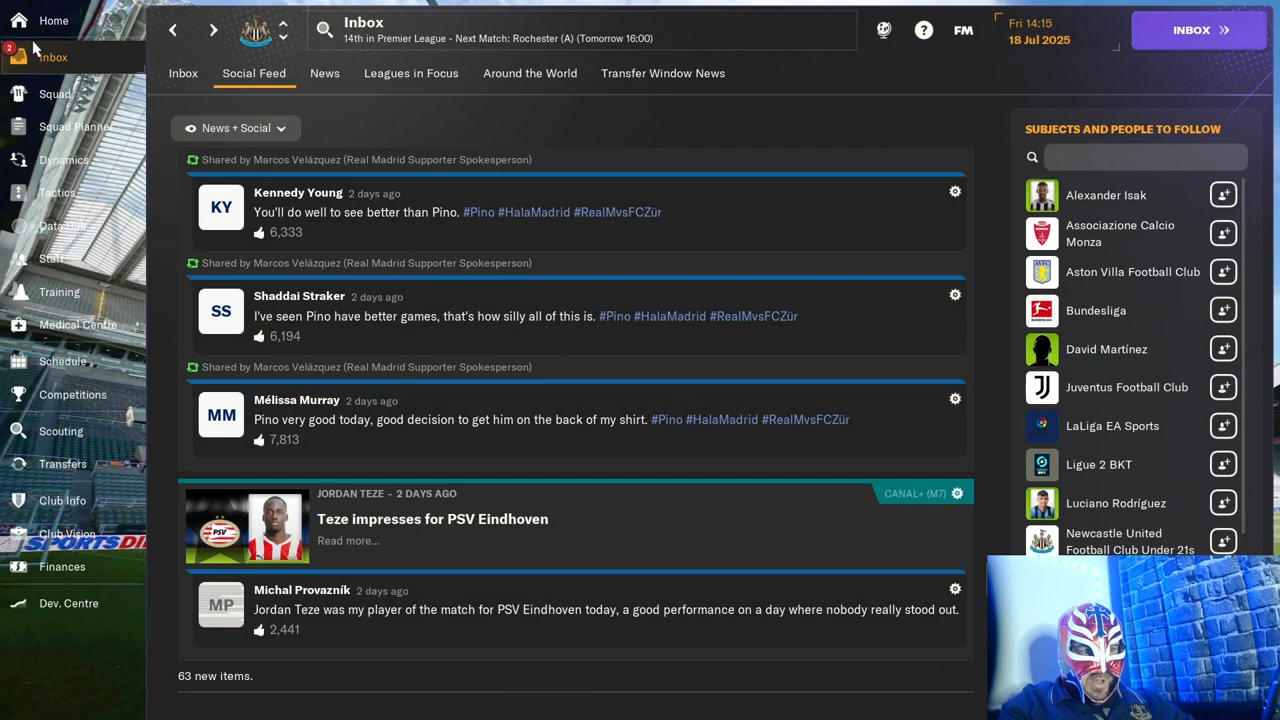 Home
Inbox
14th in Premier League - Next Match: Rochester (A) (Tomorrow 16:00)
FM
Fri 14:15
18 Jul 2025
INBOX
2
Inbox
Inbox
Social Feed
News
Leagues in Focus
Around the World
Transfer Window News
Squad
Squad Planner
Dynamics
Tactics
Data Hub
Staff
Training
Medical Centre
Schedule
Competitions
Scouting
Transfers
Club Info
Club Vision
SPORTS DI
Finances
Dev. Centre
News + Social
Shared by Marcos Velázquez (Real Madrid Supporter Spokesperson)
KY
Kennedy Young 2 days ago
You'll do well to see better than Pino. #Pino #HalaMadrid #RealMvsFCZür
6,333
Shared by Marcos Velázquez (Real Madrid Supporter Spokesperson)
SS
Shaddai Straker 2 days ago
I've seen Pino have better games, that's how silly all of this is. #Pino #HalaMadrid #RealMvsFCZür
6,194
Shared by Marcos Velázquez (Real Madrid Supporter Spokesperson)
MM
Mélissa Murray 2 days ago
Pino very good today, good decision to get him on the back of my shirt. #Pino #HalaMadrid #RealMvsFCZür
7,813
JORDAN TEZE - 2 DAYS AGO
CANAL+ (M7)
PSV
Teze impresses for PSV Eindhoven
Read more...
MP
Michal Provazník 2 days ago
Jordan Teze was my player of the match for PSV Eindhoven today, a good performance on a day where nobody really stood out.
2,441
63 new items.
SUBJECTS AND PEOPLE TO FOLLOW
Alexander Isak
Associazione Calcio
Monza
Aston Villa Football Club
Bundesliga
David Martínez
Juventus Football Club
LaLiga EA Sports
Ligue 2 BKT
Luciano Rodríguez
Newcastle United
Football Club Under 21s